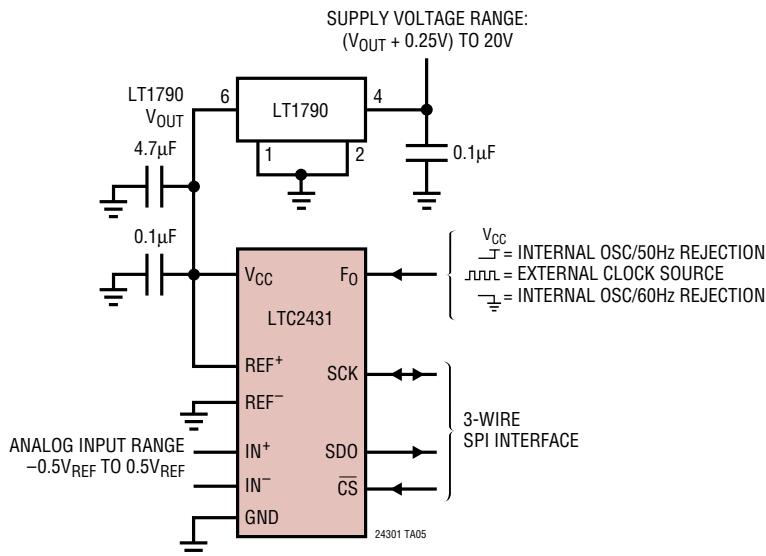 SUPPLY VOLTAGE RANGE:
(VOUT + 0.25V) TO 20V
LT1790
VOUT
6
LT1790
4
1
2
4.7μF
0.1μF
0.1μF
VCC
FO
LTC2431
REF+
SCK
REF–
IN+
SDO
IN–
CS
GND
VCC
= INTERNAL OSC/50Hz REJECTION
= EXTERNAL CLOCK SOURCE
= INTERNAL OSC/60Hz REJECTION
3-WIRE
SPI INTERFACE
ANALOG INPUT RANGE
–0.5VREF TO 0.5VREF
24301 TA05